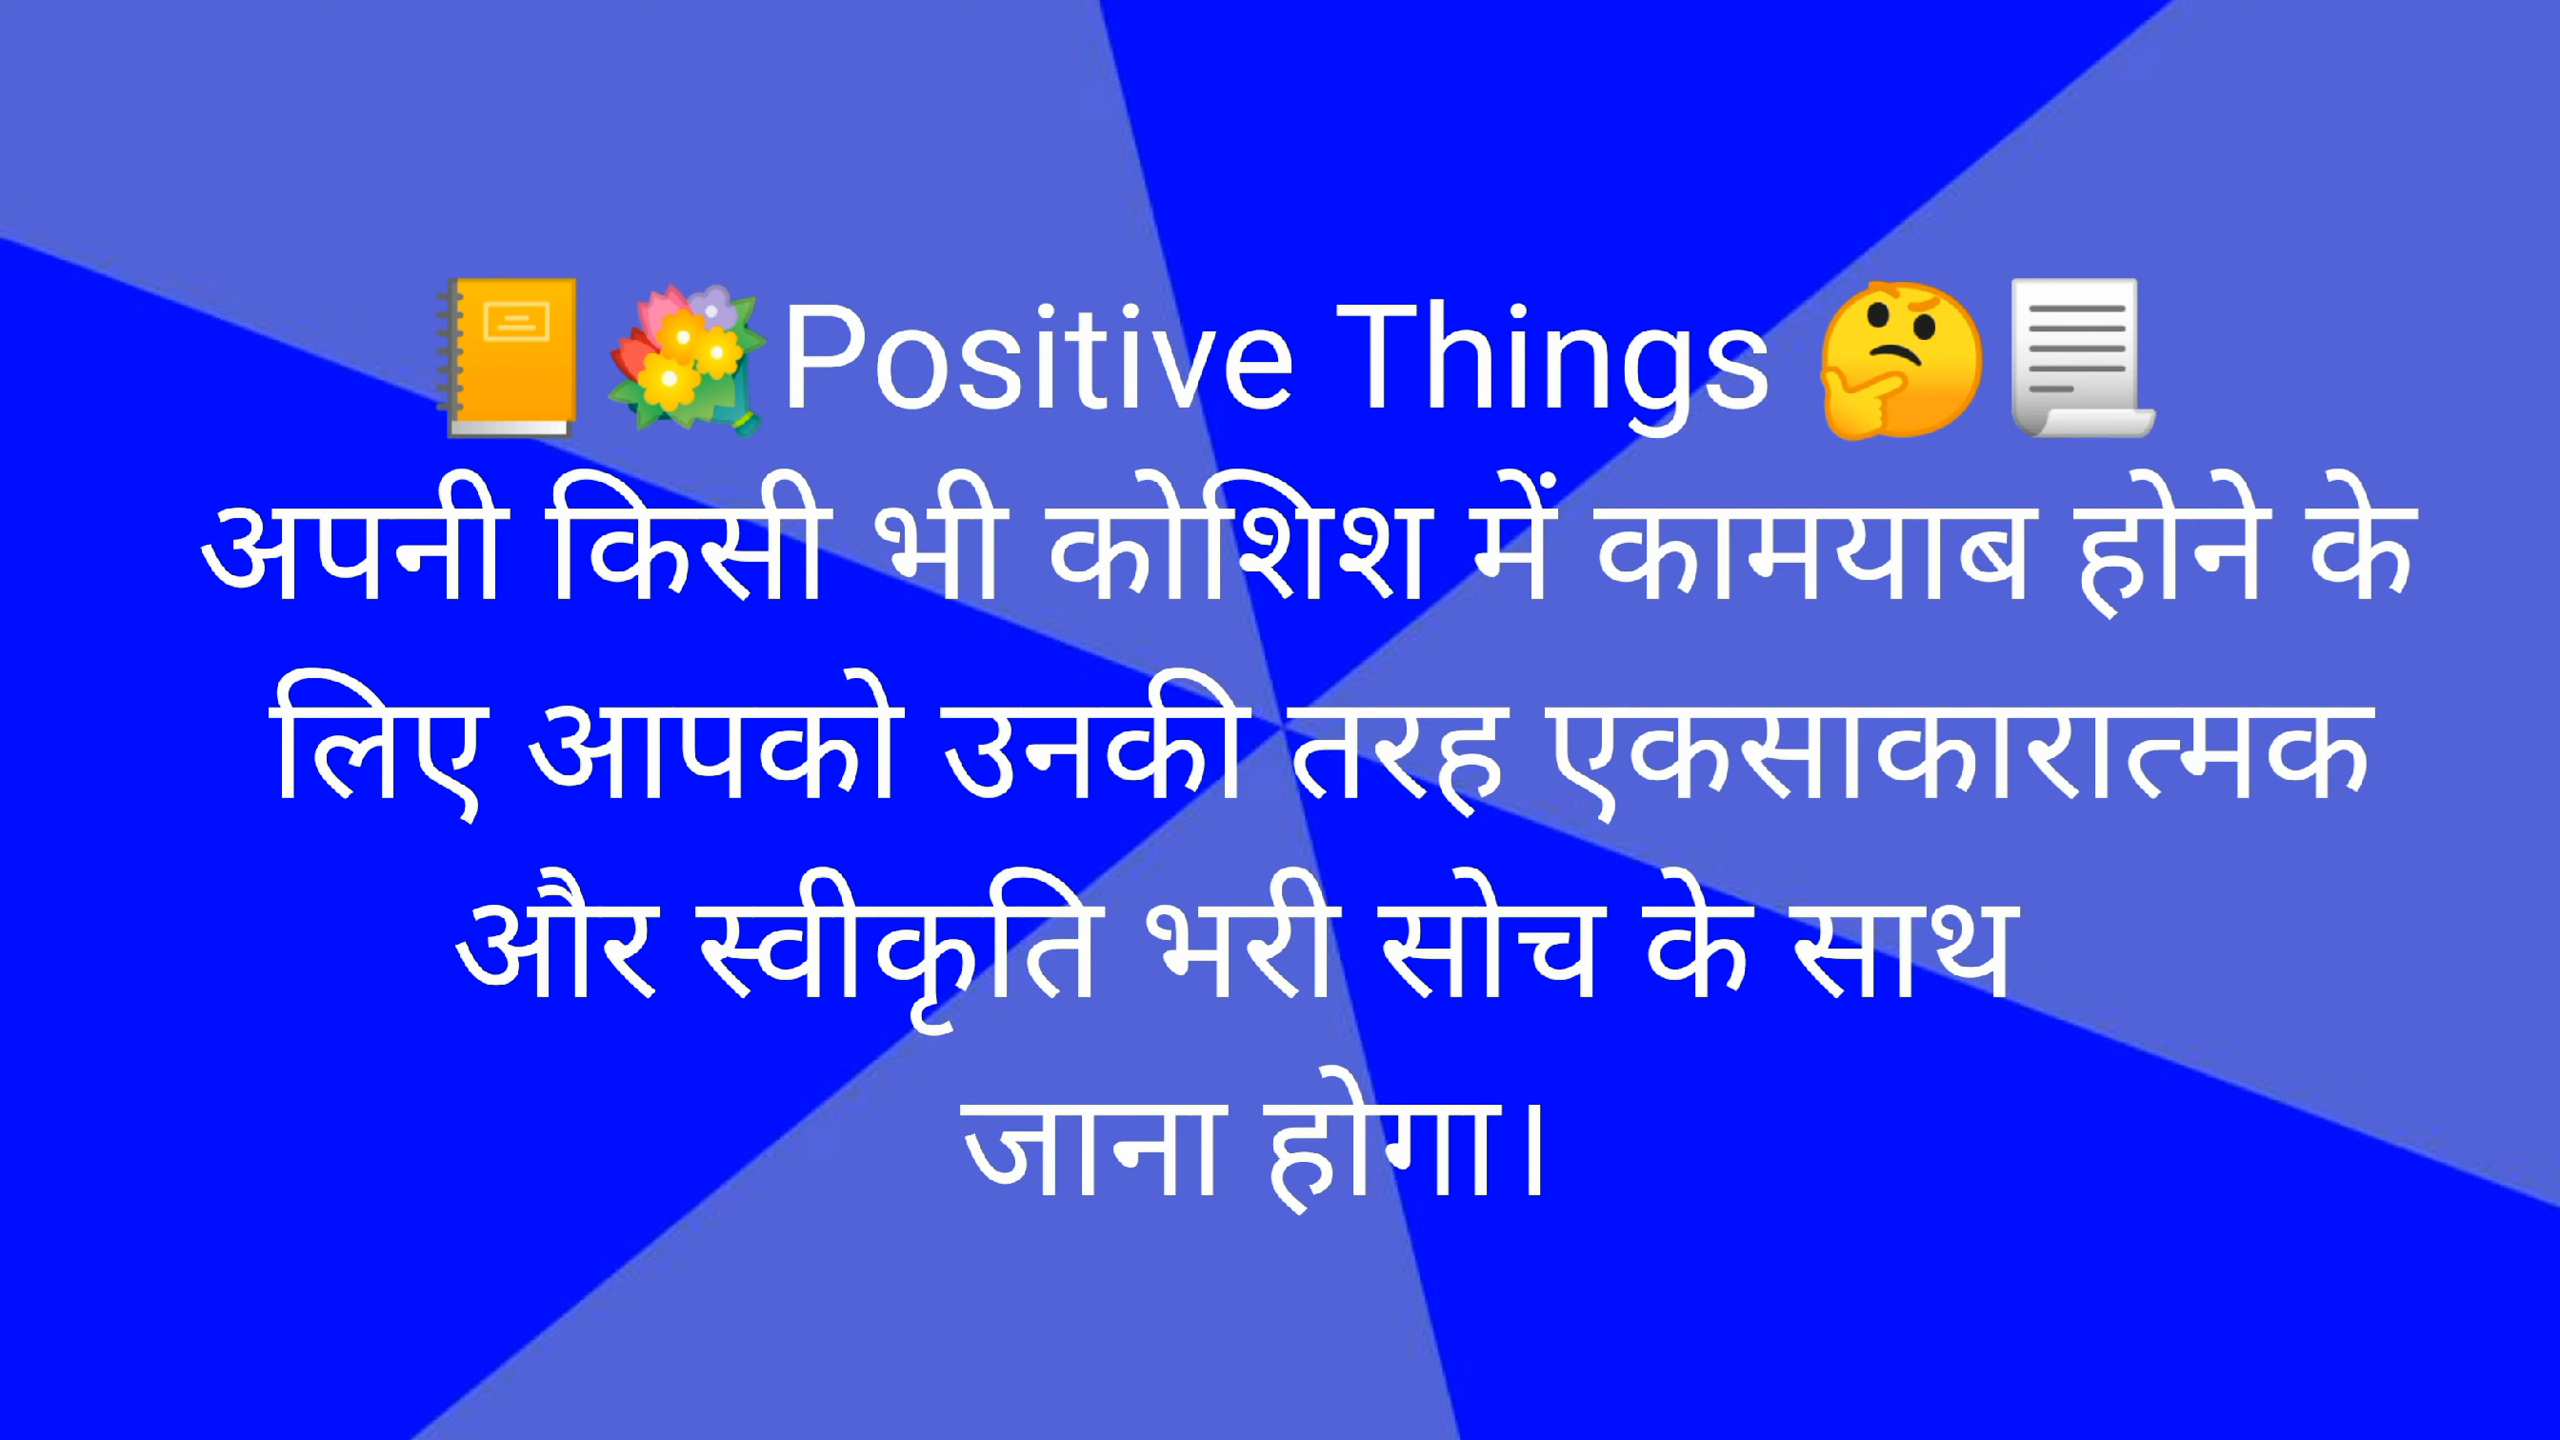 📒💐Positive Things 🤔📃
अपनी किसी भी कोशिश में कामयाब होने के
लिए आपको उनकी तरह एकसाकारात्मक
और स्वीकृति भरी सोच के साथ
जाना होगा।